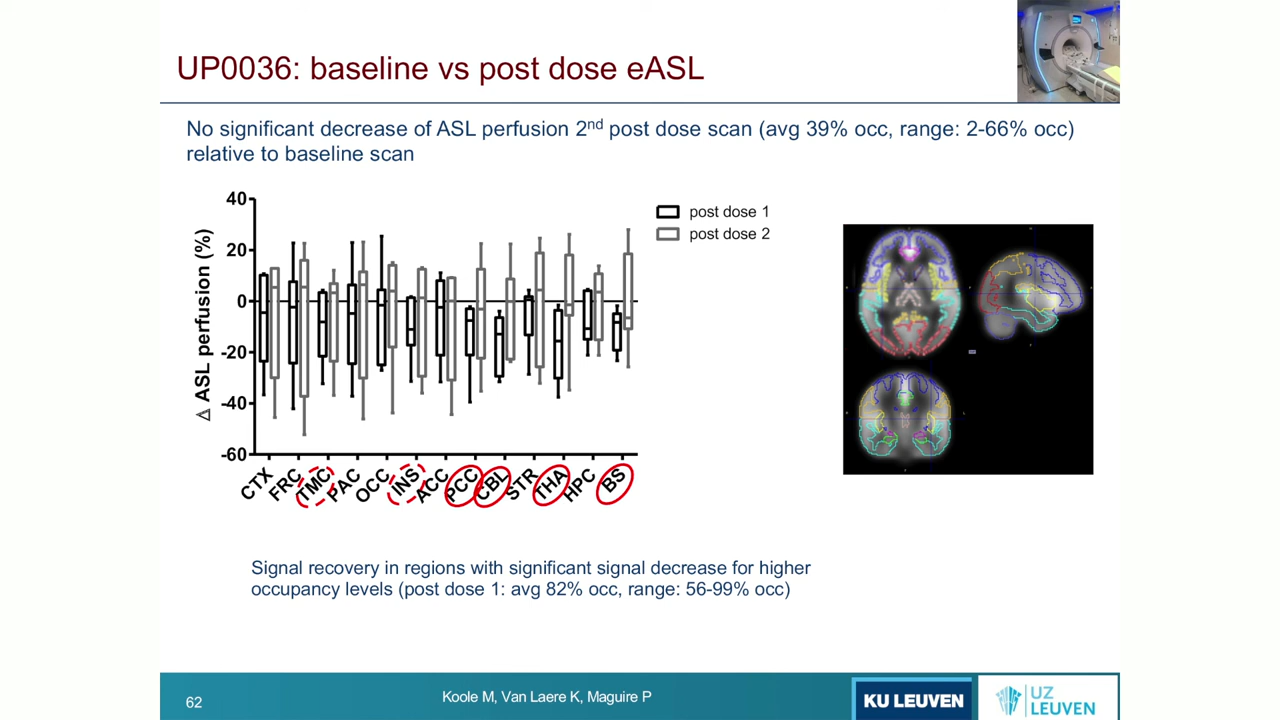 UP0036: baseline vs post dose eASL
No significant decrease of ASL perfusion 2nd post dose scan (avg 39% occ, range: 2-66% occ)
relative to baseline scan
Δ ASL perfusion (%)
40
20
0
-20
-40
-60
post dose 1
post dose 2
CTX
FRC
TMC
PAC
OCC
INS
ACC
PCC
CBL
STR
THA
HPC
BS
Signal recovery in regions with significant signal decrease for higher
occupancy levels (post dose 1: avg 82% occ, range: 56-99% occ)
62
Koole M, Van Laere K, Maguire P
KU LEUVEN
UZ
LEUVEN